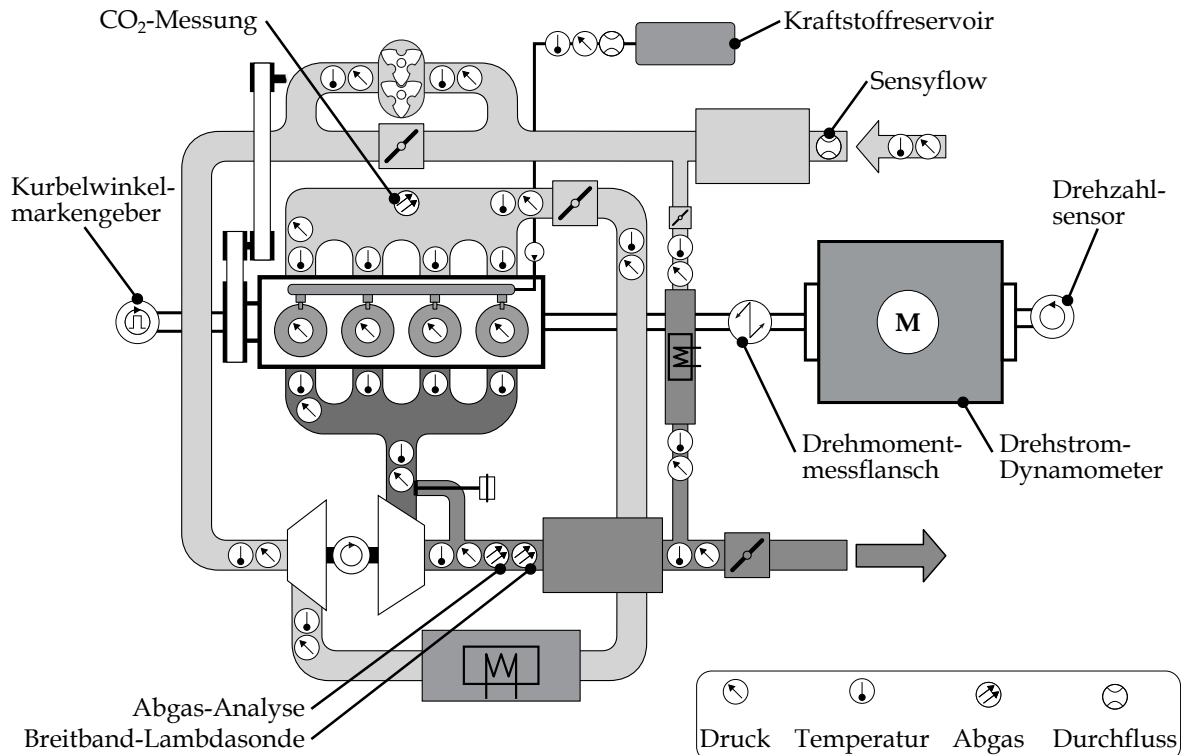 CO₂-Messung
Kraftstoffreservoir
Sensyflow
Kurbelwinkel-
markengeber
Drehzahl-
sensor
M
Drehmoment-
messflansch
Drehstrom-
Dynamometer
Abgas-Analyse
Breitband-Lambdasonde
Druck Temperatur Abgas Durchfluss